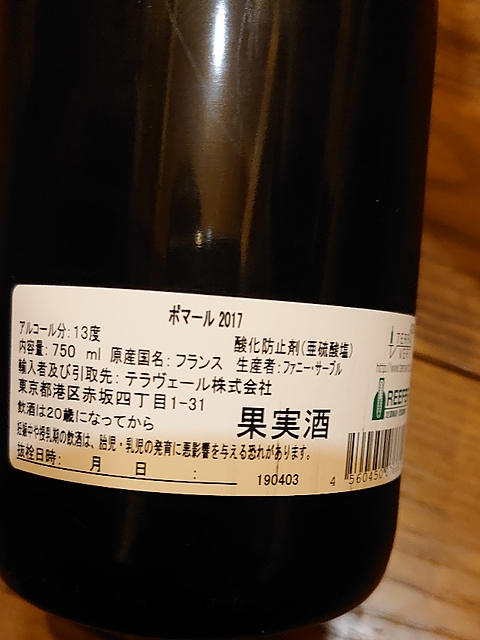 ポマール 2017
アルコール分:13度
酸化防止剤(亜硫酸塩)
内容量:750 ml 原産国名:フランス 生産者:ファニー・サーブル
輸入者及び引取先:テラヴェール株式会社
東京都港区赤坂四丁目1-31
飲酒は20歳になってから
果実酒
妊娠中や授乳期の飲酒は、胎児・乳児の発育に悪影響を与える恐れがあります。
抜栓日時: 月 日 :
190403
4 560450
REEFER
http://www.